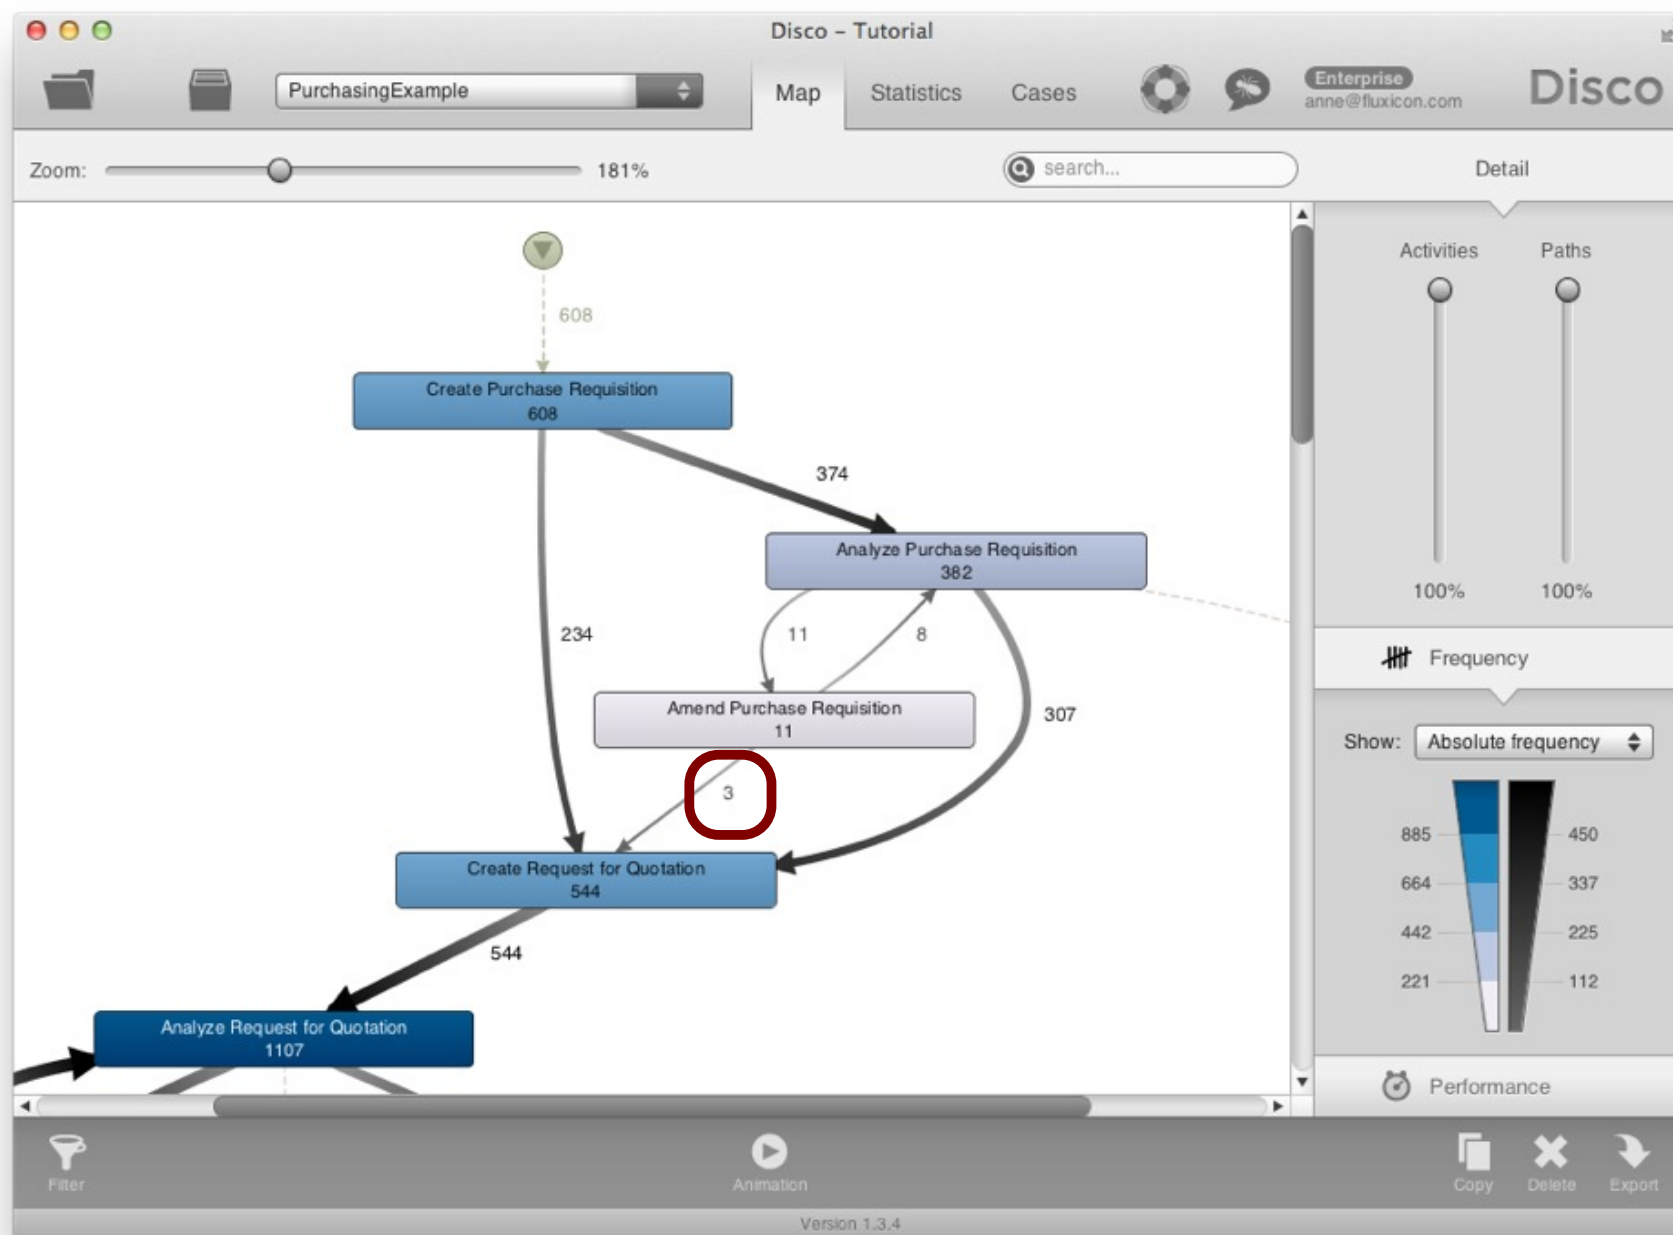 Disco – Tutorial
PurchasingExample
Map
Statistics
Cases
Enterprise
anne@fluxicon.com
Disco
Zoom:
181%
search...
Detail
608
Create Purchase Requisition
608
374
Analyze Purchase Requisition
382
234
11
8
Amend Purchase Requisition
11
307
3
Create Request for Quotation
544
544
Analyze Request for Quotation
1107
Activities
Paths
100%
100%
Frequency
Show:
Absolute frequency
885
450
664
337
442
225
221
112
Performance
Filter
Animation
Copy
Delete
Export
Version 1.3.4